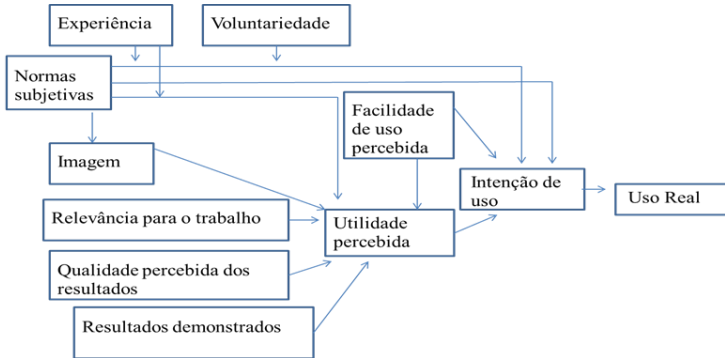 Experiência
Voluntariedade
Normas
subjetivas
Facilidade
de uso
percebida
Imagem
Intenção de
uso
Uso Real
Relevância para o trabalho
Utilidade
percebida
Qualidade percebida dos
resultados
Resultados demonstrados